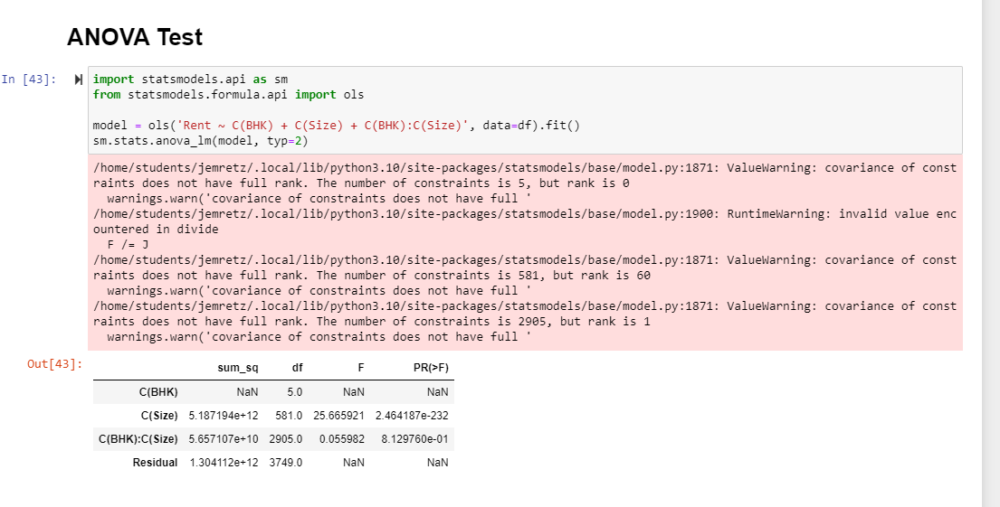 ANOVA Test
In [43]:
import statsmodels.api as sm
from statsmodels.formula.api import ols
model = ols('Rent ~ C(BHK) + C(Size) + C(BHK):C(Size)', data=df).fit()
sm.stats.anova_lm(model, typ=2)
/home/students/jemretz/.local/lib/python3.10/site-packages/statsmodels/base/model.py:1871: ValueWarning: covariance of const
raints does not have full rank. The number of constraints is 5, but rank is 0
warnings.warn('covariance of constraints does not have full '
/home/students/jemretz/.local/lib/python3.10/site-packages/statsmodels/base/model.py:1900: RuntimeWarning: invalid value enc
ountered in divide
F /= J
/home/students/jemretz/.local/lib/python3.10/site-packages/statsmodels/base/model.py:1871: ValueWarning: covariance of const
raints does not have full rank. The number of constraints is 581, but rank is 60
warnings.warn('covariance of constraints does not have full '
/home/students/jemretz/.local/lib/python3.10/site-packages/statsmodels/base/model.py:1871: ValueWarning: covariance of const
raints does not have full rank. The number of constraints is 2905, but rank is 1
warnings.warn('covariance of constraints does not have full '
Out[43]:
sum_sq df F PR(>F)
C(BHK) NaN 5.0 NaN NaN
C(Size) 5.187194e+12 581.0 25.665921 2.464187e-232
C(BHK):C(Size) 5.657107e+10 2905.0 0.055982 8.129760e-01
Residual 1.304112e+12 3749.0 NaN NaN